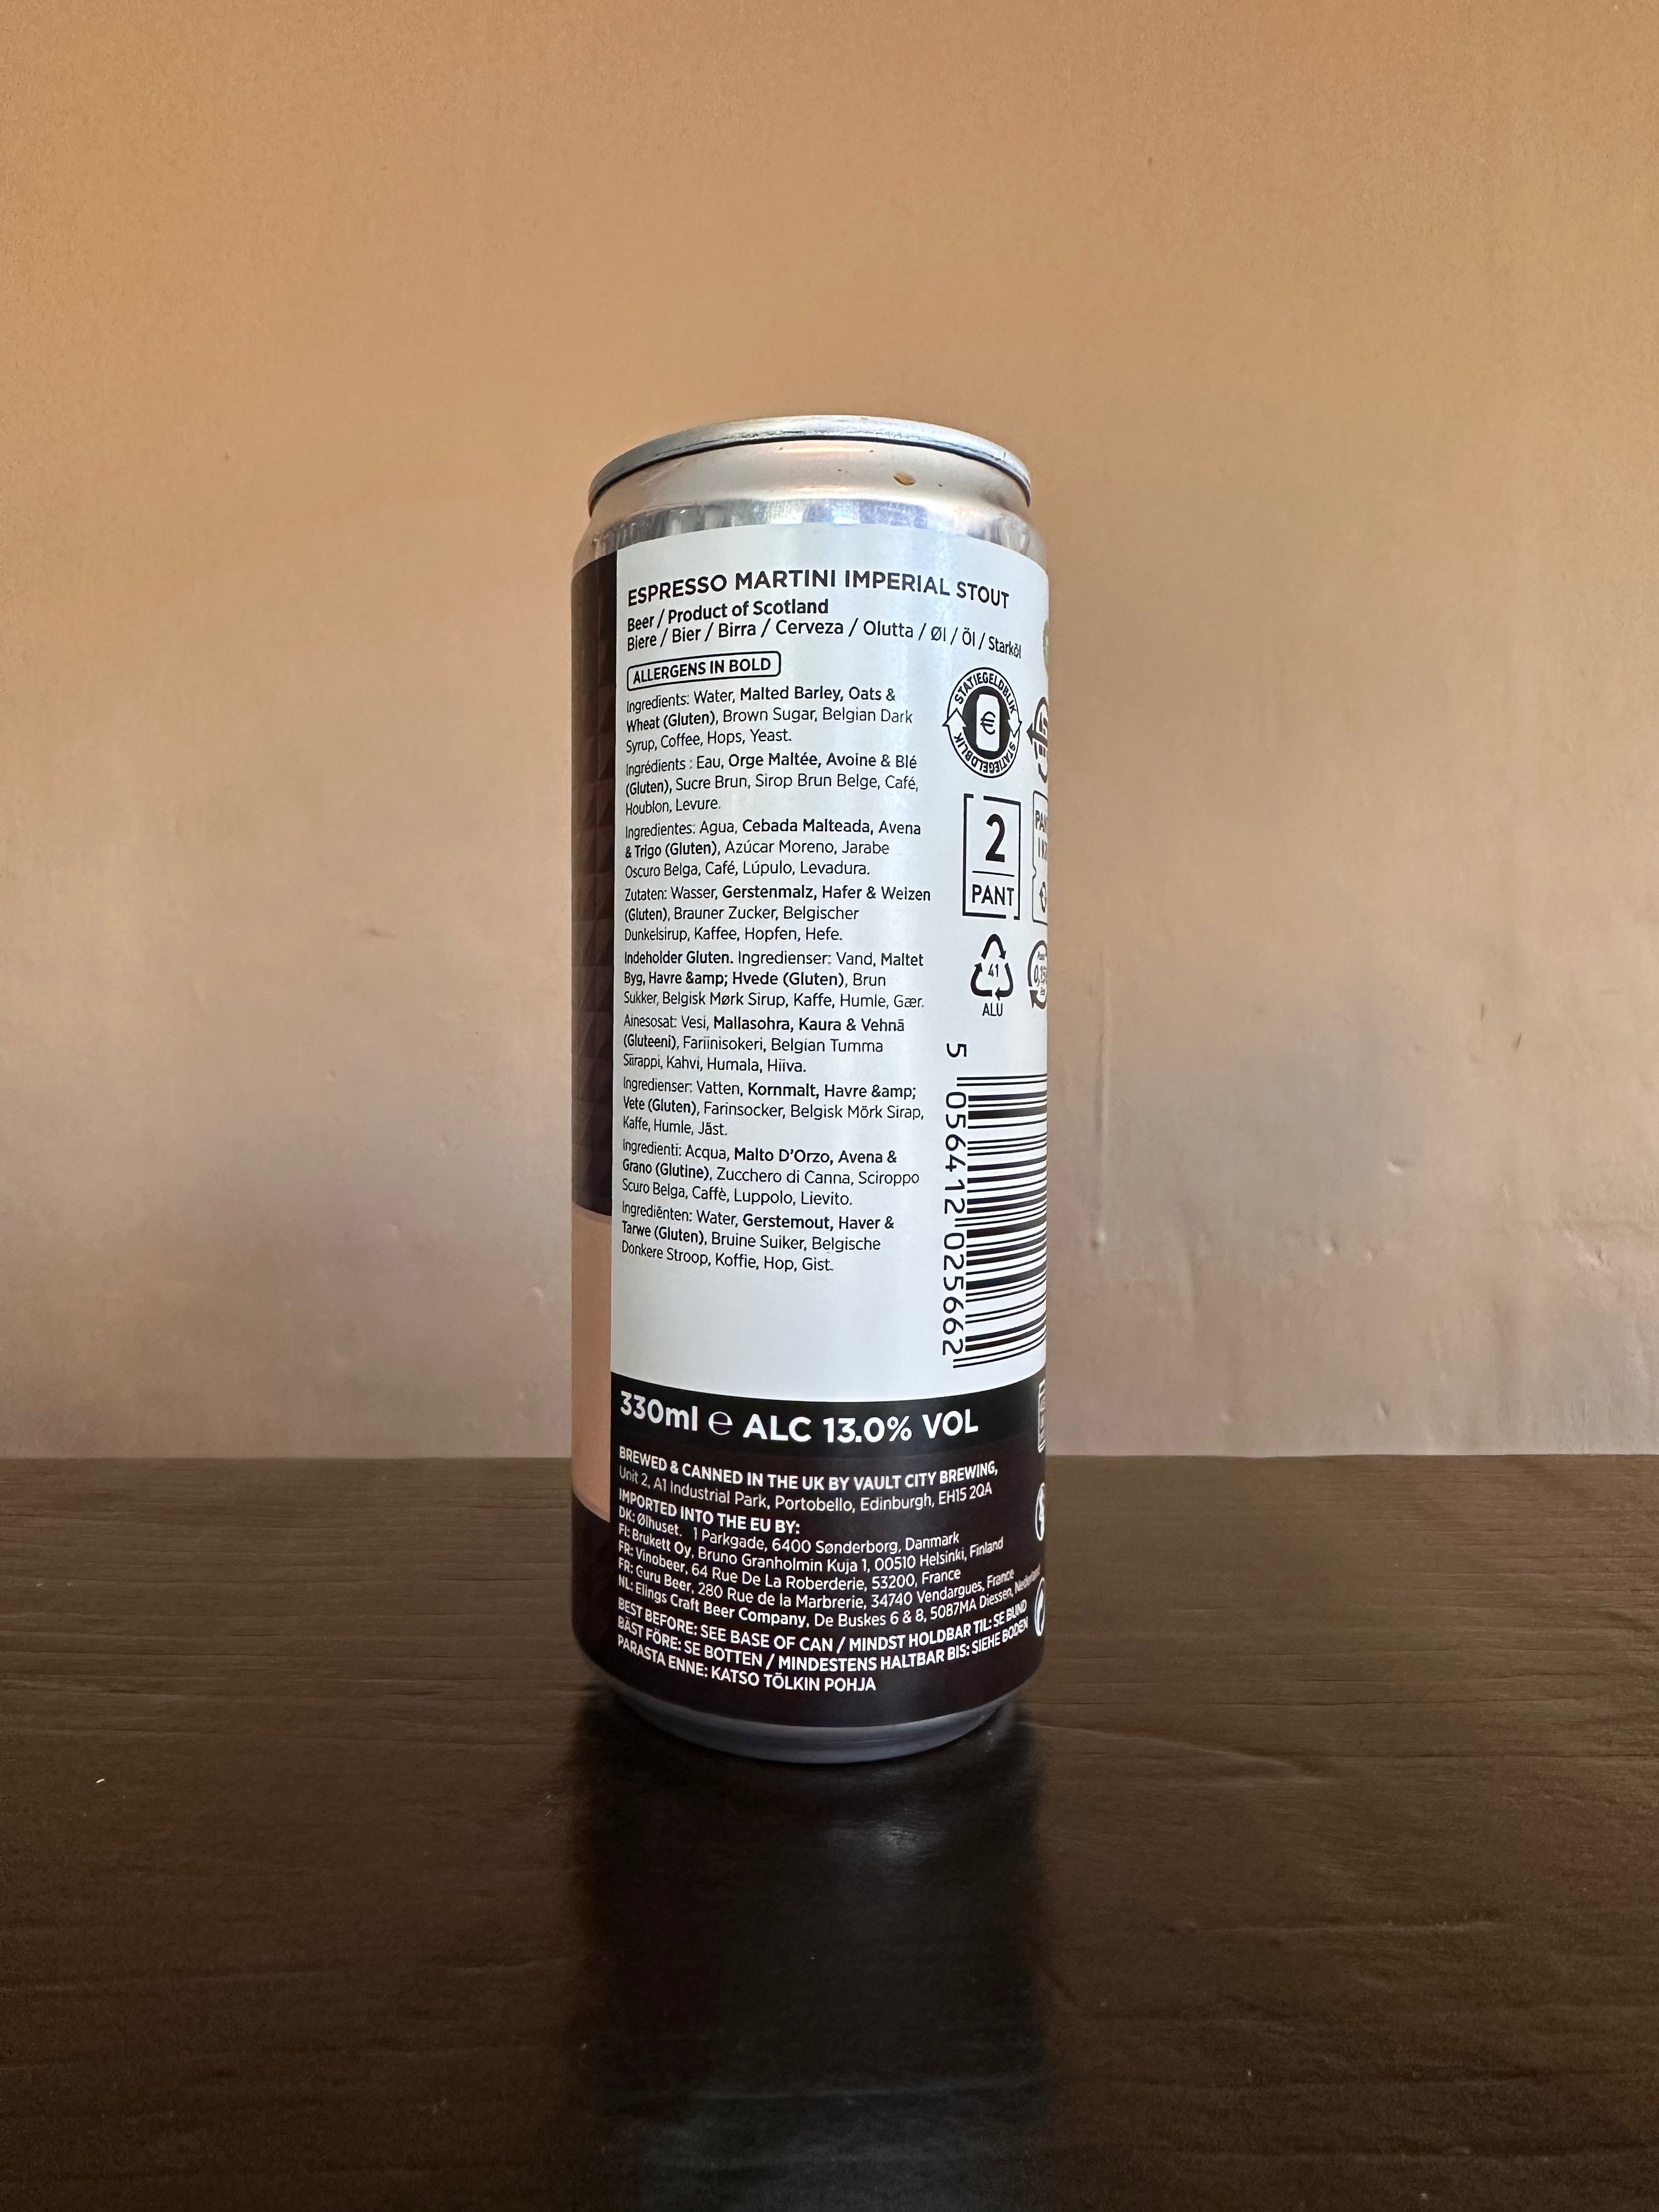 ESPRESSO MARTINI IMPERIAL STOUT
Beer / Product of Scotland
Biere / Bier / Birra / Cerveza / Olutta / Øl / Öl / Starköl
ALLERGENS IN BOLD
Ingredients: Water, Malted Barley, Oats &
Wheat (Gluten), Brown Sugar, Belgian Dark
Syrup, Coffee, Hops, Yeast.
Ingrédients : Eau, Orge Maltée, Avoine & Blé
(Gluten), Sucre Brun, Sirop Brun Belge, Café,
Houblon, Levure.
Ingredientes: Agua, Cebada Malteada, Avena
& Trigo (Gluten), Azúcar Moreno, Jarabe
Oscuro Belga, Café, Lúpulo, Levadura.
Zutaten: Wasser, Gerstenmalz, Hafer & Weizen
(Gluten), Brauner Zucker, Belgischer
Dunkelsirup, Kaffee, Hopfen, Hefe.
Indeholder Gluten. Ingredienser: Vand, Maltet
Byg, Havre &amp; Hvede (Gluten), Brun
Sukker, Belgisk Mørk Sirup, Kaffe, Humle, Gær.
Ainesosat: Vesi, Mallasohra, Kaura & Vehnä
(Gluteeni), Fariinisokeri, Belgian Tumma
Siirappi, Kahvi, Humala, Hiiva.
Ingredienser: Vatten, Kornmalt, Havre &amp;
Vete (Gluten), Farinsocker, Belgisk Mörk Sirap,
Kaffe, Humle, Jäst.
Ingredienti: Acqua, Malto D'Orzo, Avena &
Grano (Glutine), Zucchero di Canna, Sciroppo
Scuro Belga, Caffè, Luppolo, Lievito.
Ingrediënten: Water, Gerstemout, Haver &
Tarwe (Gluten), Bruine Suiker, Belgische
Donkere Stroop, Koffie, Hop, Gist.
STATIEGELDBLIK
€
STATIEGELDBLIK
STATIEGELDBLIK
2
PANT
41
ALU
5 056412 025662
330ml e ALC 13.0% VOL
BREWED & CANNED IN THE UK BY VAULT CITY BREWING,
Unit 2, A1 Industrial Park, Portobello, Edinburgh, EH15 2QA
IMPORTED INTO THE EU BY:
DK: Ølhuset. 1 Parkgade, 6400 Sønderborg, Danmark
FI: Brukett Oy, Bruno Granholmin Kuja 1, 00510 Helsinki, Finland
FR: Vinobeer, 64 Rue De La Roberderie, 53200, France
FR: Guru Beer, 280 Rue de la Marbrerie, 34740 Vendargues, France
NL: Elings Craft Beer Company, De Buskes 6 & 8, 5087MA Diessen, Nederland
BEST BEFORE: SEE BASE OF CAN / MINDST HOLDBAR TIL: SE BUND
BÄST FÖRE: SE BOTTEN / MINDESTENS HALTBAR BIS: SIEHE BODEN
PARASTA ENNE: KATSO TÖLKIN POHJA